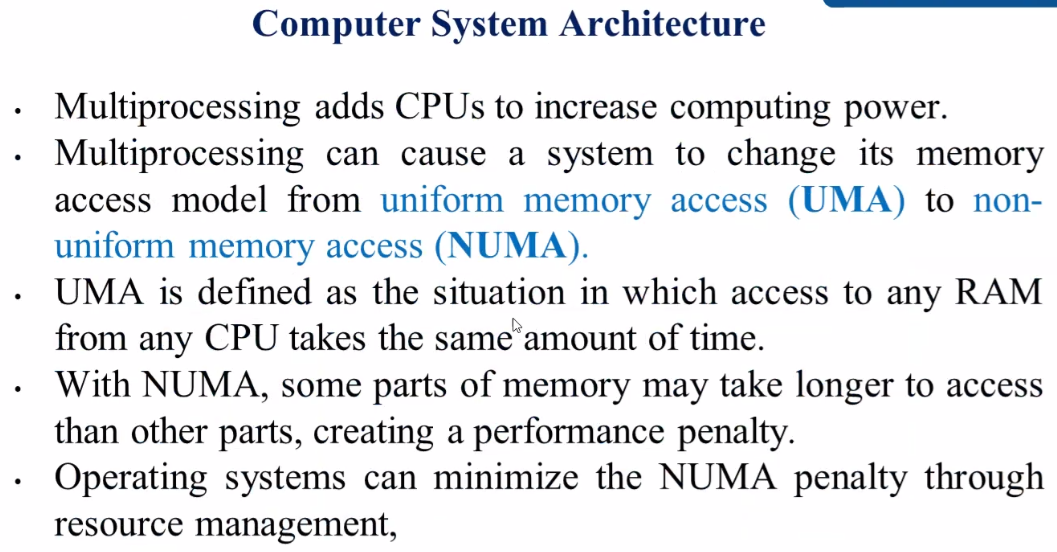 Computer System Architecture
• Multiprocessing adds CPUs to increase computing power.
• Multiprocessing can cause a system to change its memory
access model from uniform memory access (UMA) to non-
uniform memory access (NUMA).
• UMA is defined as the situation in which access to any RAM
from any CPU takes the same amount of time.
• With NUMA, some parts of memory may take longer to access
than other parts, creating a performance penalty.
• Operating systems can minimize the NUMA penalty through
resource management,